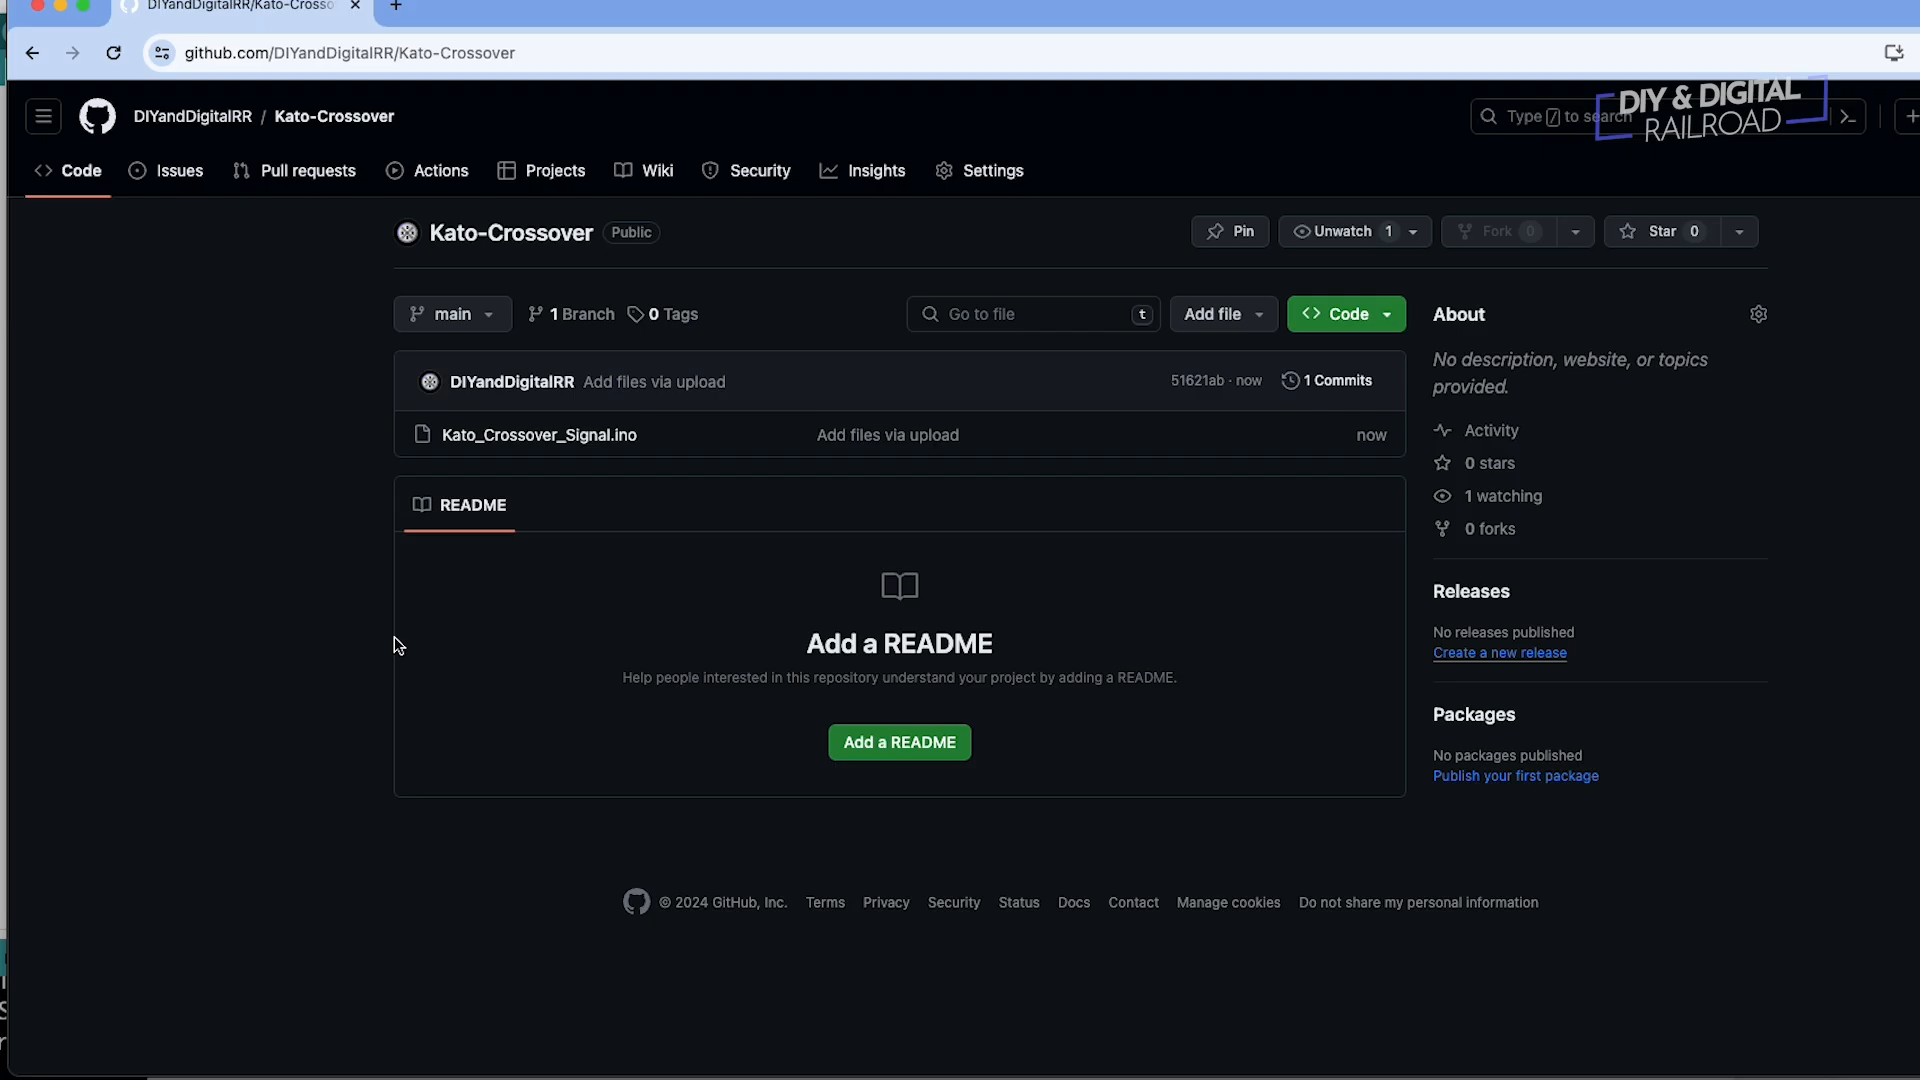 DIYandDigitalRR/Kato-Crosso
github.com/DIYandDigitalRR/Kato-Crossover
DIYandDigitalRR / Kato-Crossover
Type / to search
DIY & DIGITAL
RAILROAD
Code Issues Pull requests Actions Projects Wiki Security Insights Settings
Kato-Crossover Public
Pin Unwatch 1 Fork 0 Star 0
main 1 Branch 0 Tags Go to file t Add file Code
About
No description, website, or topics
provided.
DIYandDigitalRR Add files via upload 51621ab · now 1 Commits
Kato_Crossover_Signal.ino Add files via upload now
Activity
0 stars
1 watching
0 forks
README
Add a README
Help people interested in this repository understand your project by adding a README.
Add a README
Releases
No releases published
Create a new release
Packages
No packages published
Publish your first package
© 2024 GitHub, Inc. Terms Privacy Security Status Docs Contact Manage cookies Do not share my personal information